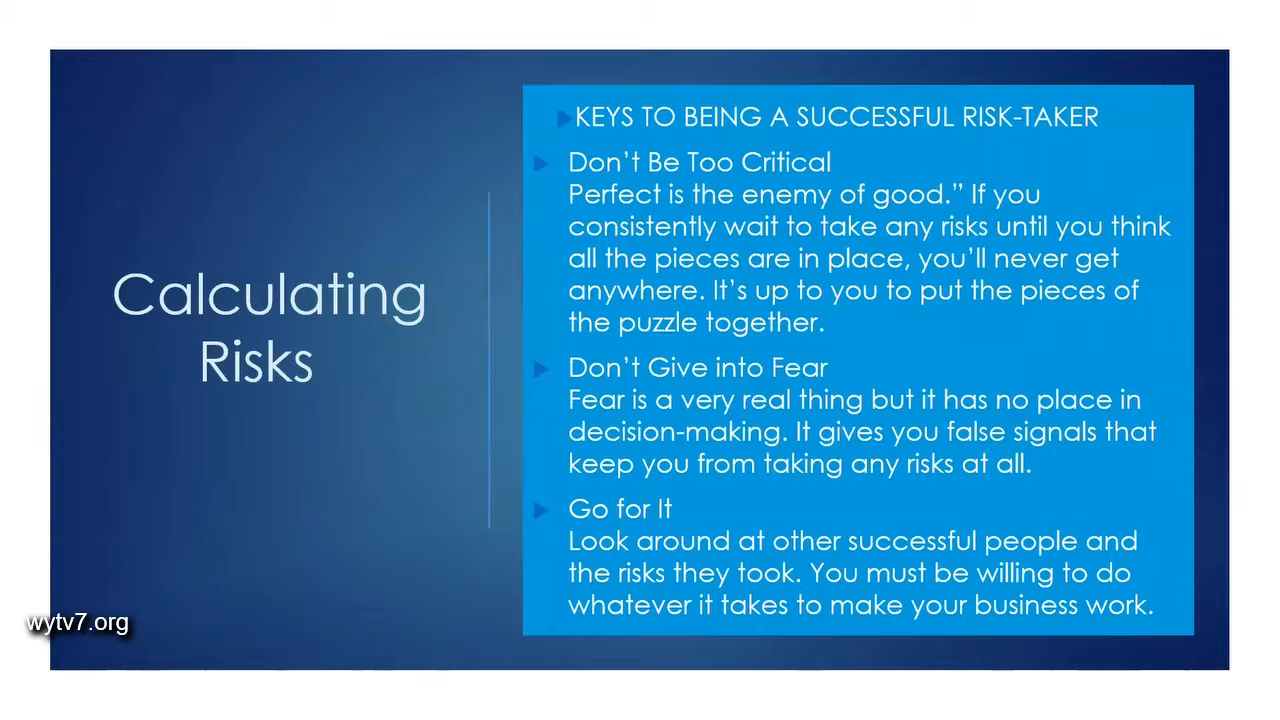 Calculating
Risks
KEYS TO BEING A SUCCESSFUL RISK-TAKER
Don't Be Too Critical
Perfect is the enemy of good.” If you
consistently wait to take any risks until you think
all the pieces are in place, you'll never get
anywhere. It's up to you to put the pieces of
the puzzle together.
Don't Give into Fear
Fear is a very real thing but it has no place in
decision-making. It gives you false signals that
keep you from taking any risks at all.
Go for It
Look around at other successful people and
the risks they took. You must be willing to do
whatever it takes to make your business work.
wytv7.org